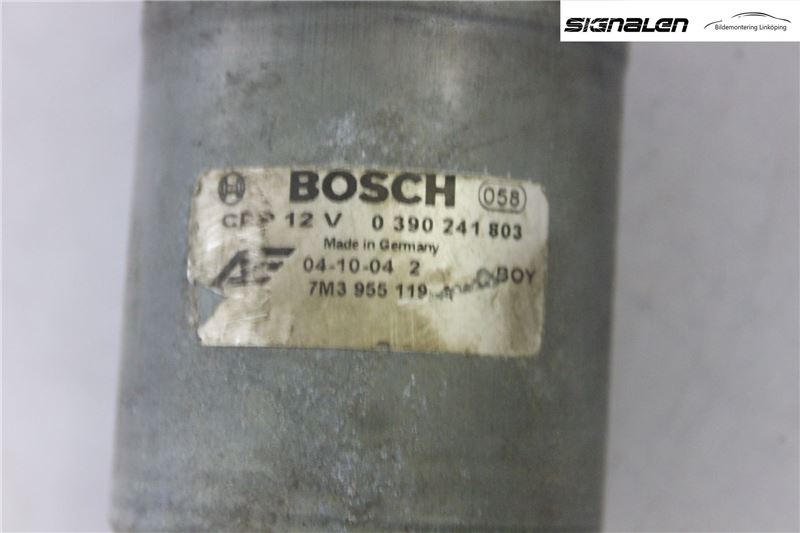 SIGNALEN
Bildemontering Linköping
BOSCH 058
12 V 0 390 241 803
Made in Germany
04-10-04 2
BOY
7M3 955 119